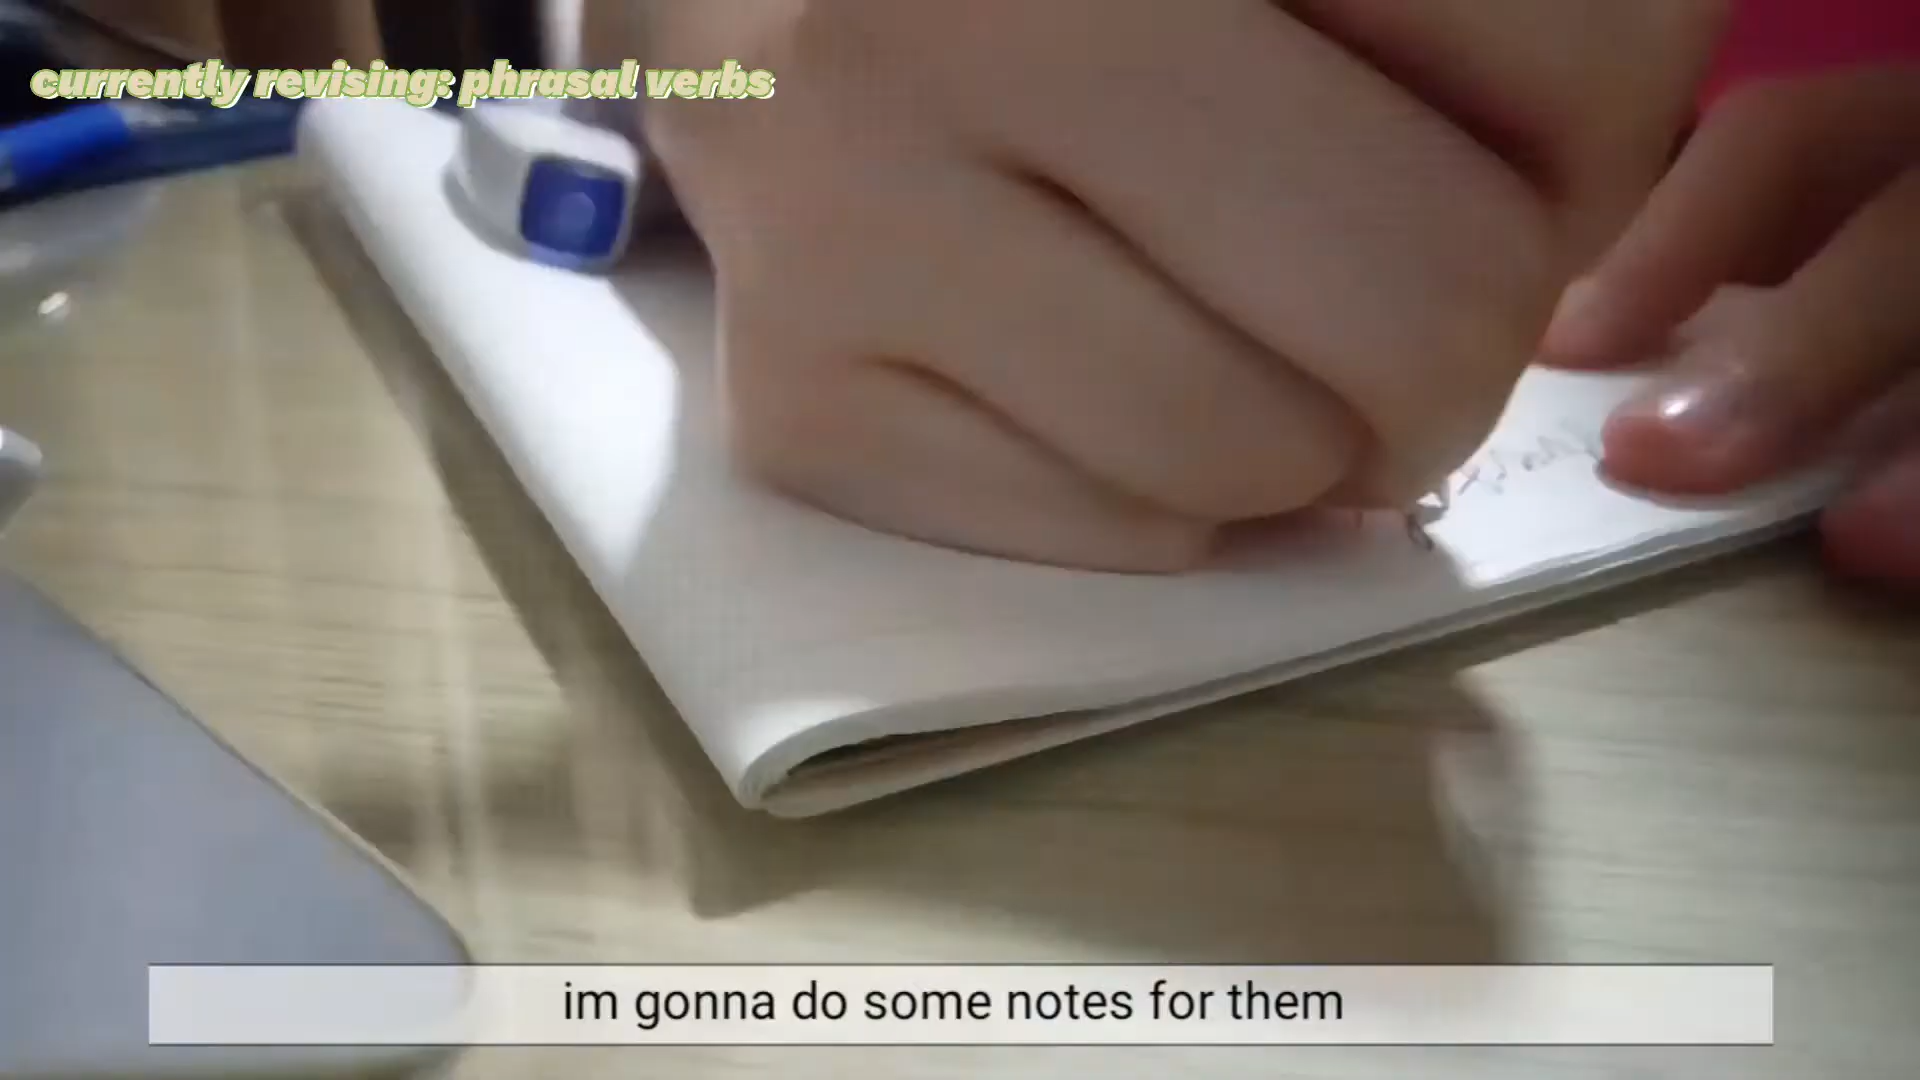 currently revising: phrasal verbs
im gonna do some notes for them